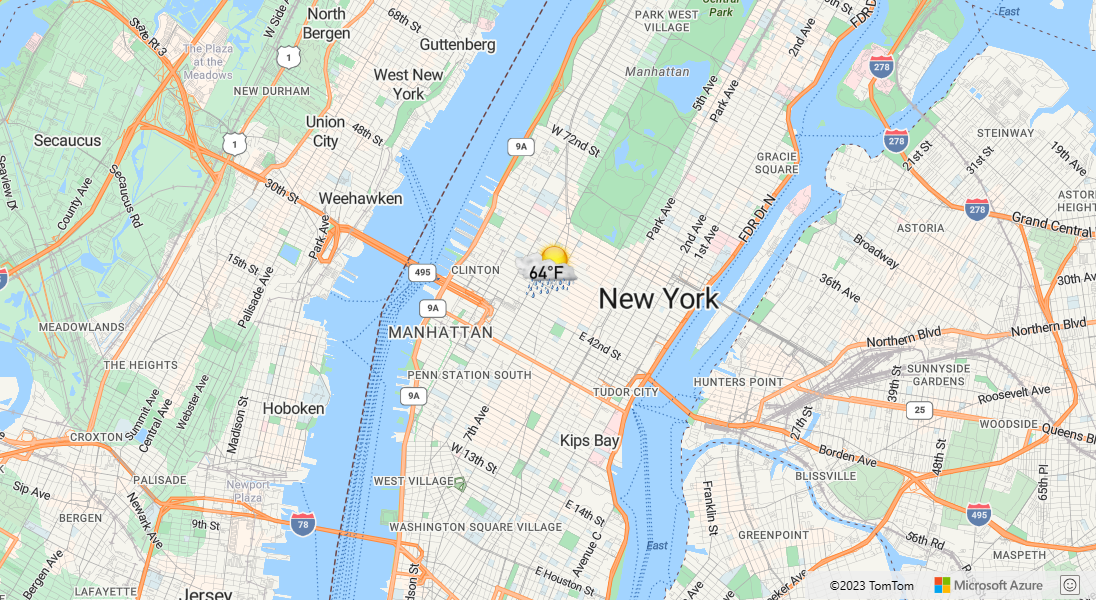 North
Bergen
68th St
Guttenberg
PARK WEST
VILLAGE
Central
Park
State Rt 3
W Side A
The Plaza
at the
Meadows
1
West New
York
Manhattan
5th Ave
Park Ave
2nd Ave
FDR D
East
278
NEW DURHAM
Secaucus
Union
City
48th St
1
9A
W 72nd St
278
21st St
31st St
STEINWAY
19th Ave
GRACIE
SQUARE
Seaview Dr
County Ave
Secaucus Rd
30th St
Weehawken
Park Ave
Park Ave
2nd Ave
1st Ave
FDR Dr N
278
ASTORI
HEIGHT
Grand Central
ASTORIA
Broadway
15th St
Palisade Ave
495
CLINTON
64°F
New York
36th Ave
30th Av
9A
MANHATTAN
E 42nd St
MEADOWLANDS
THE HEIGHTS
Northern Blvd
Northern Blvd
PENN STATION SOUTH
TUDOR CITY
HUNTERS POINT
SUNNYSIDE
GARDENS
39th St
Roosevelt Ave
Summit Ave
Central Ave
Webster Ave
Madison St
Hoboken
9A
7th Ave
Kips Bay
27th St
25
WOODSIDE
Queens B
CROXTON
W 13th St
Borden Ave
48th St
65th Pl
BLISSVILLE
PALISADE
Newport
Plaza
WEST VILLAGE
Sip Ave
Newark Ave
BERGEN
9th St
78
WASHINGTON SQUARE VILLAGE
E 14th St
Avenue C
Franklin St
495
GREENPOINT
56th Rd
MASPETH
East
Bergen Ave
LAFAYETTE
Jersey
dson St
E Houston St
eker Ave
©2023 TomTom
Microsoft Azure